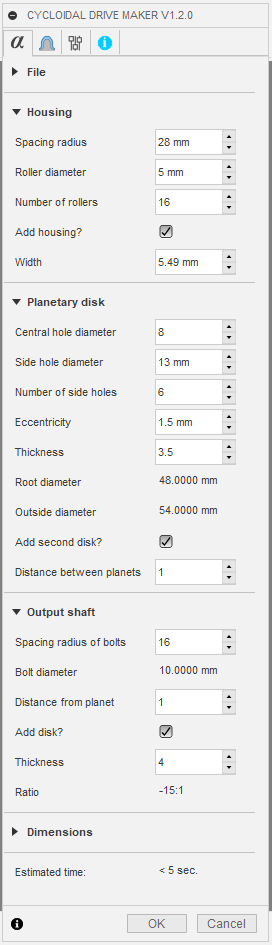 CYCLOIDAL DRIVE MAKER V1.2.0
α
i
File
Housing
Spacing radius 28 mm
Roller diameter 5 mm
Number of rollers 16
Add housing?
Width 5.49 mm
Planetary disk
Central hole diameter 8
Side hole diameter 13 mm
Number of side holes 6
Eccentricity 1.5 mm
Thickness 3.5
Root diameter 48.0000 mm
Outside diameter 54.0000 mm
Add second disk?
Distance between planets 1
Output shaft
Spacing radius of bolts 16
Bolt diameter 10.0000 mm
Distance from planet 1
Add disk?
Thickness 4
Ratio -15:1
Dimensions
Estimated time: < 5 sec.
i OK Cancel